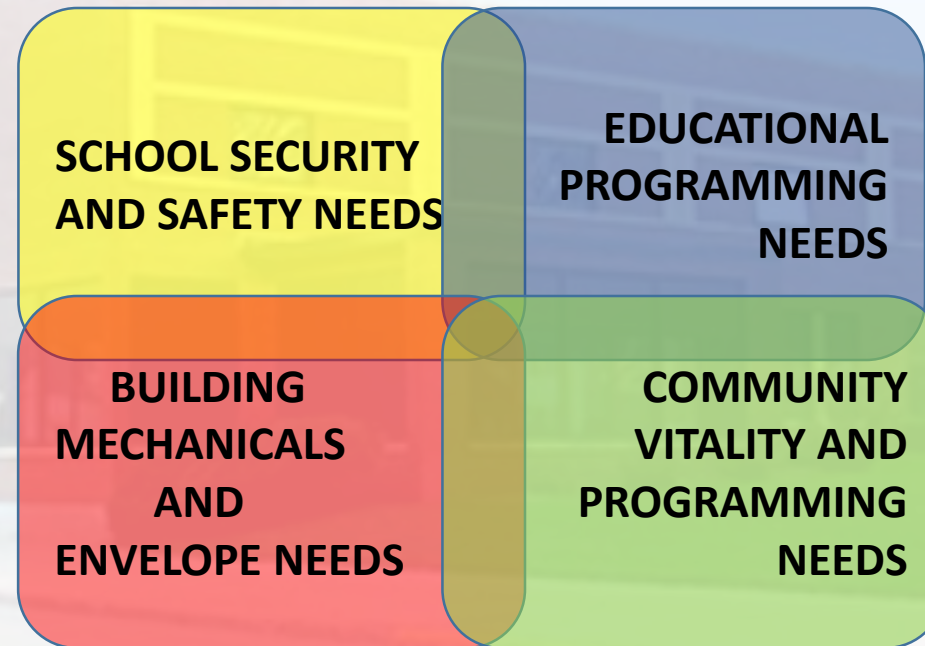 SCHOOL SECURITY
AND SAFETY NEEDS
EDUCATIONAL
PROGRAMMING
NEEDS
BUILDING
MECHANICALS
AND
ENVELOPE NEEDS
COMMUNITY
VITALITY AND
PROGRAMMING
NEEDS